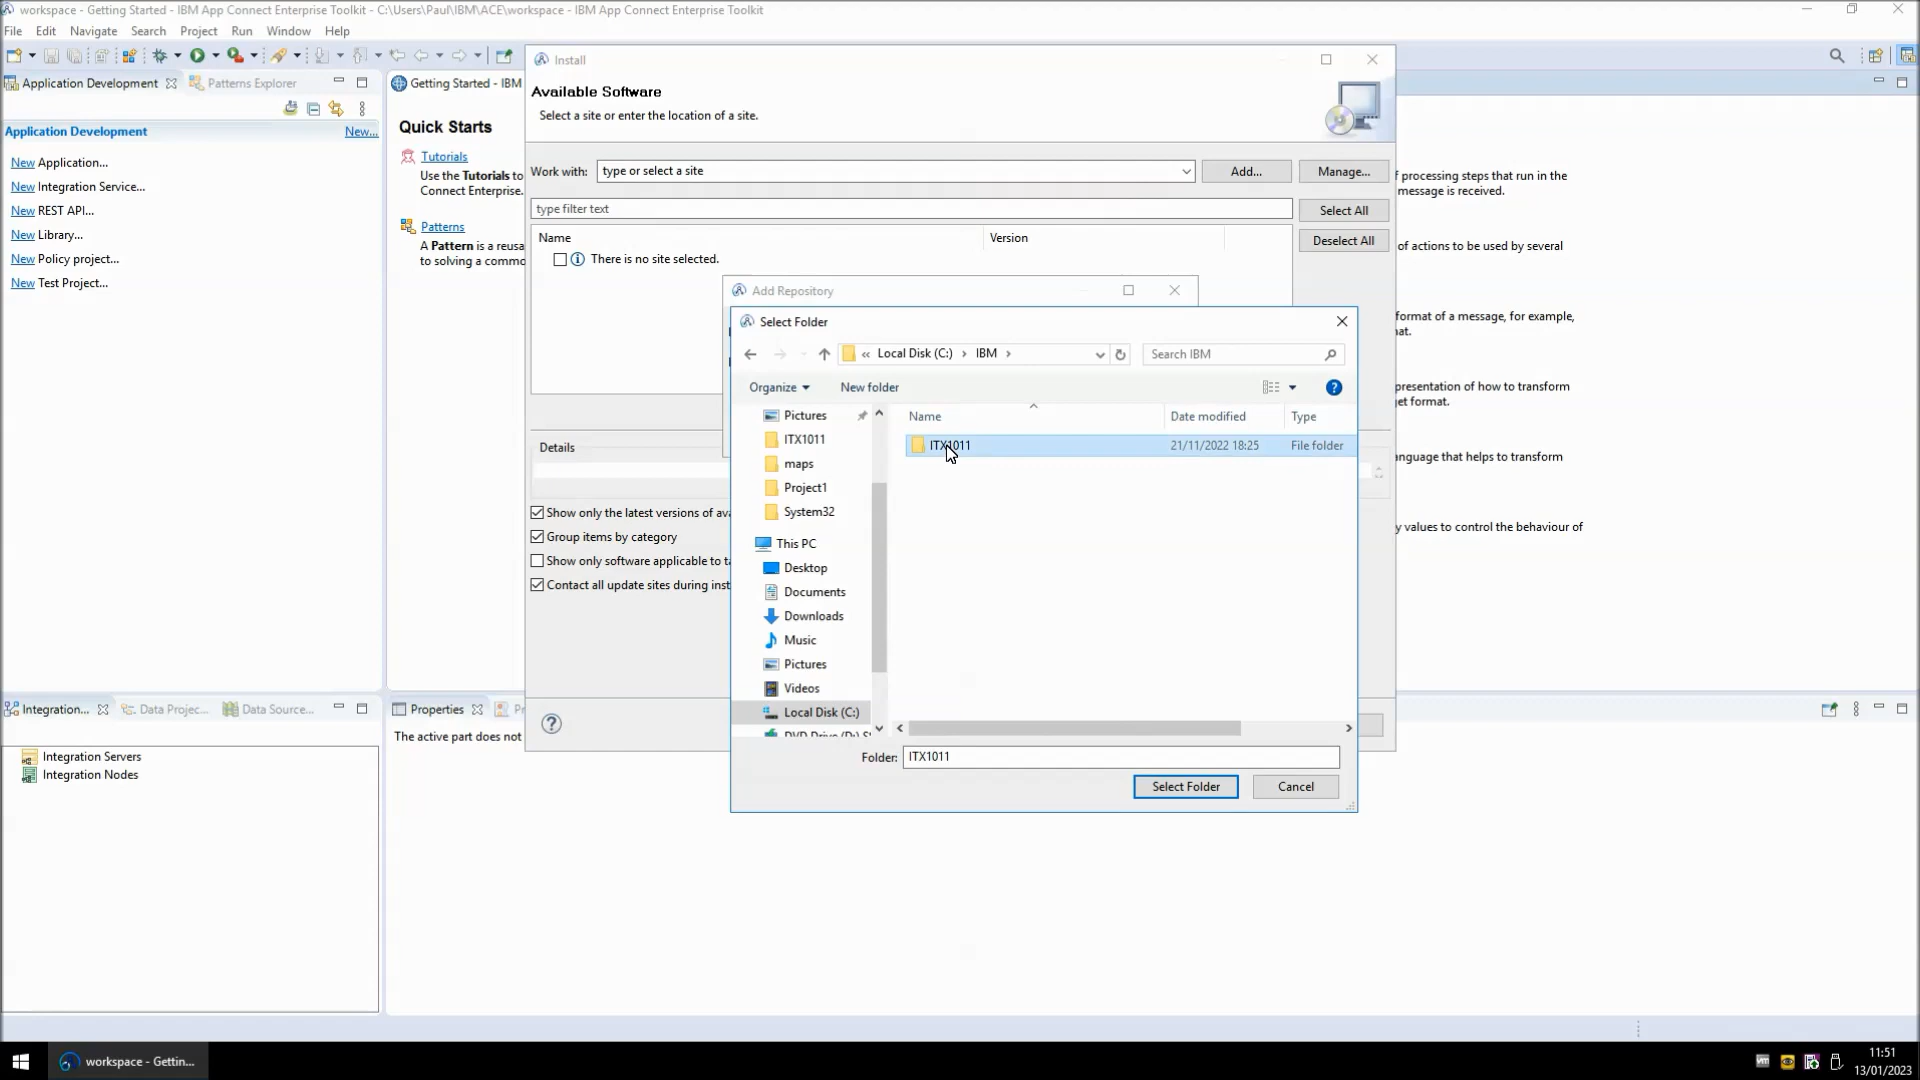 workspace - Getting Started - IBM App Connect Enterprise Toolkit - C:\Users\Paul\IBM\ACE\workspace - IBM App Connect Enterprise Toolkit
File Edit Navigate Search Project Run Window Help
Application Development
Patterns Explorer
Application Development
New...
New Application...
New Integration Service...
New REST API...
New Library...
New Policy project...
New Test Project...
Getting Started - IBM
Quick Starts
Tutorials
Use the Tutorials to
Connect Enterprise.
Patterns
A Pattern is a reusa
to solving a commo
Install
Available Software
Select a site or enter the location of a site.
Work with:
type or select a site
Add...
Manage...
type filter text
Select All
Deselect All
Name
Version
There is no site selected.
Details
Show only the latest versions of ava
Group items by category
Show only software applicable to ta
Contact all update sites during inst
Add Repository
Select Folder
« Local Disk (C:) › IBM ›
Search IBM
Organize
New folder
Pictures
ITX1011
maps
Project1
System32
This PC
Desktop
Documents
Downloads
Music
Pictures
Videos
Local Disk (C:)
DVD Drive (D:) S
Name
Date modified
Type
ITX1011
21/11/2022 18:25
File folder
Folder:
ITX1011
Select Folder
Cancel
f processing steps that run in the
message is received.
of actions to be used by several
format of a message, for example,
at.
presentation of how to transform
et format.
anguage that helps to transform
y values to control the behaviour of
Integration...
Data Projec...
Data Source...
Integration Servers
Integration Nodes
Properties
Pr
The active part does not
workspace - Gettin...
11:51
13/01/2023